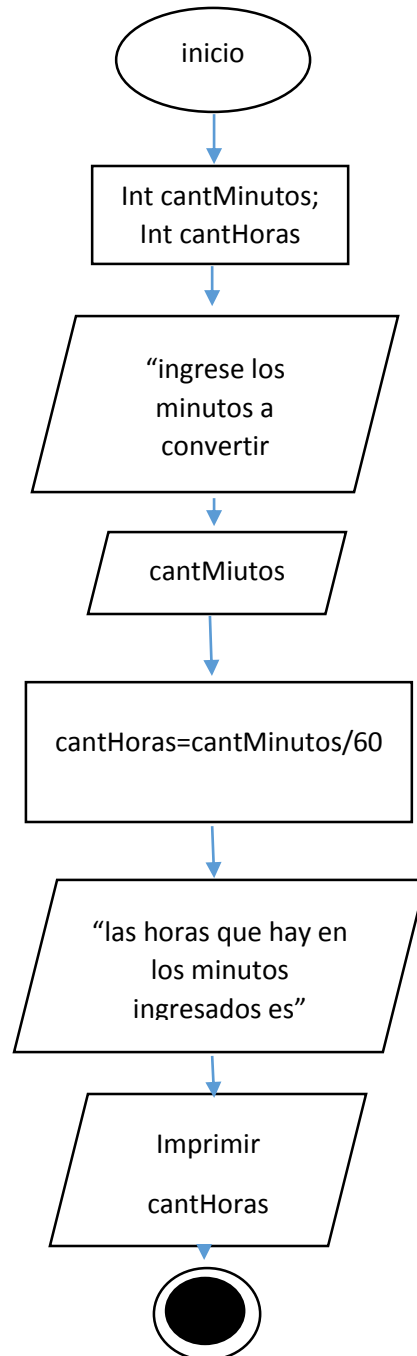 inicio
Int cantMinutos;
Int cantHoras
“ingrese los
minutos a
convertir
cantMiutos
cantHoras=cantMinutos/60
“las horas que hay en
los minutos
ingresados es”
Imprimir
cantHoras